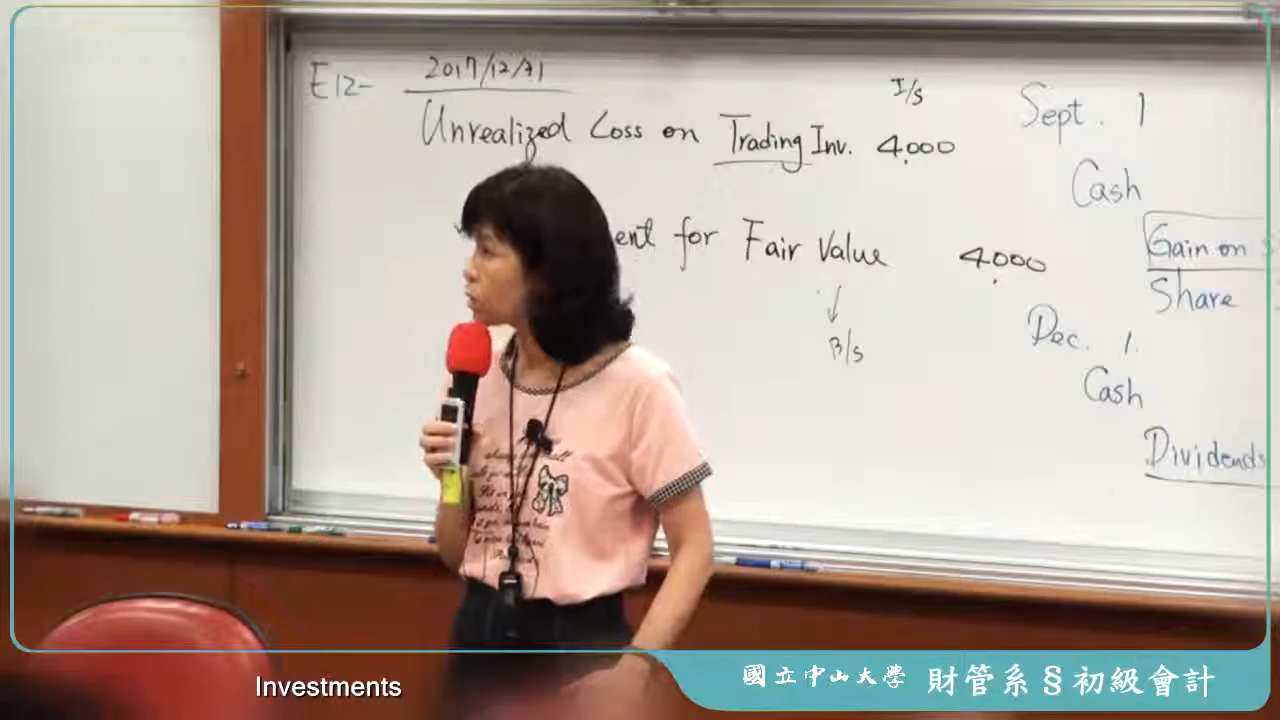 E12-
2017/12/31
Unrealized Loss on Trading Inv. 4,000
I/S
ent for Fair Value 4,000
B/S
Sept. 1
Cash
Gain on
Share
Dec. 1.
Cash
Dividends
Investments
國立中山大學 財管系§初級會計